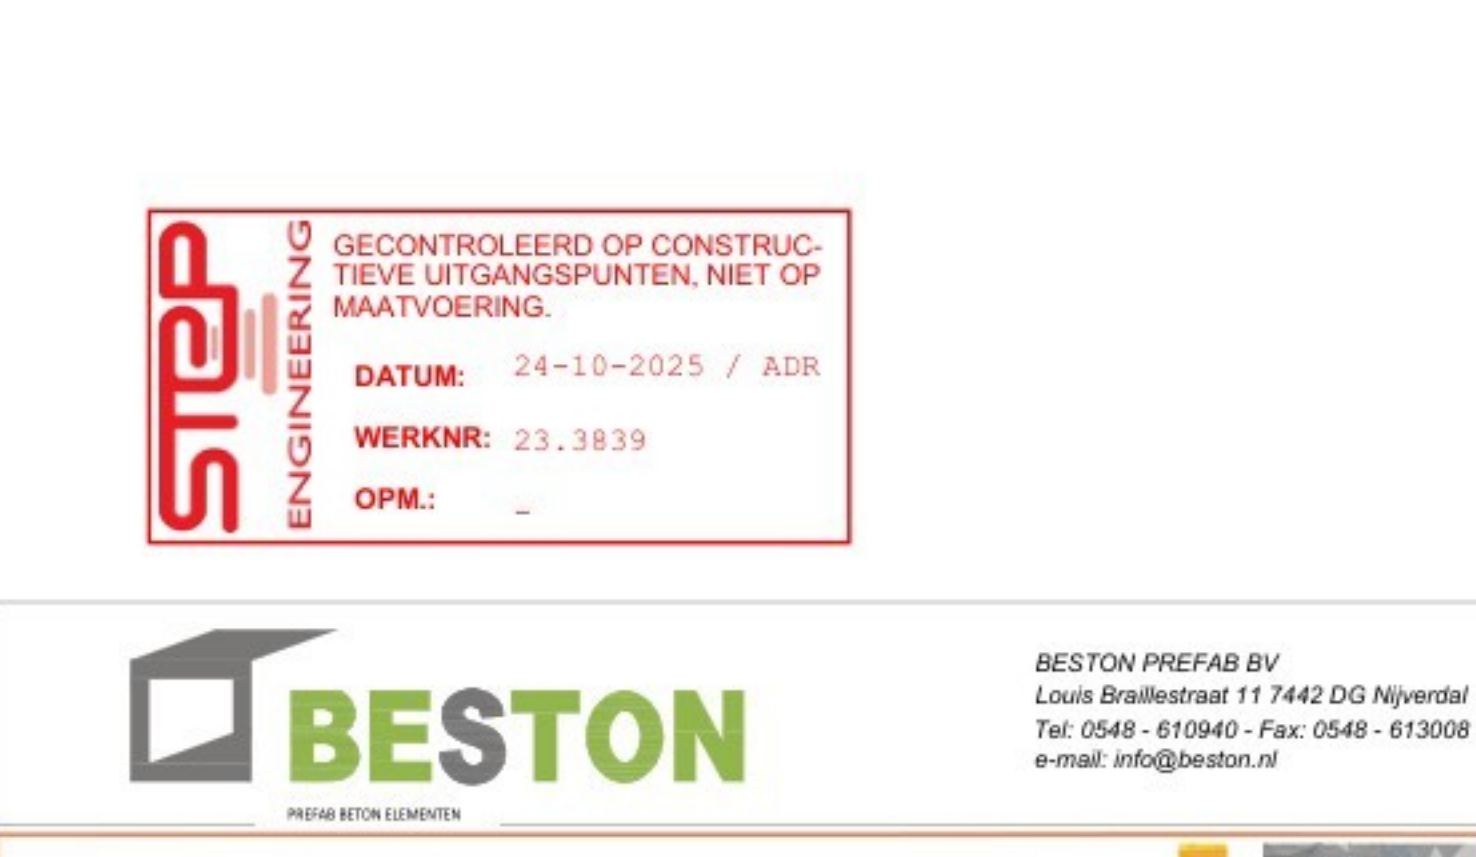 STEP
ENGINEERING
GECONTROLEERD OP CONSTRUC-
TIEVE UITGANGSPUNTEN, NIET OP
MAATVOERING.
DATUM: 24-10-2025 / ADR
WERKNR: 23.3839
OPM.: _
BESTON
PREFAB BETON ELEMENTEN
BESTON PREFAB BV
Louis Braillestraat 11 7442 DG Nijverdal
Tel: 0548 - 610940 - Fax: 0548 - 613008
e-mail: info@beston.nl